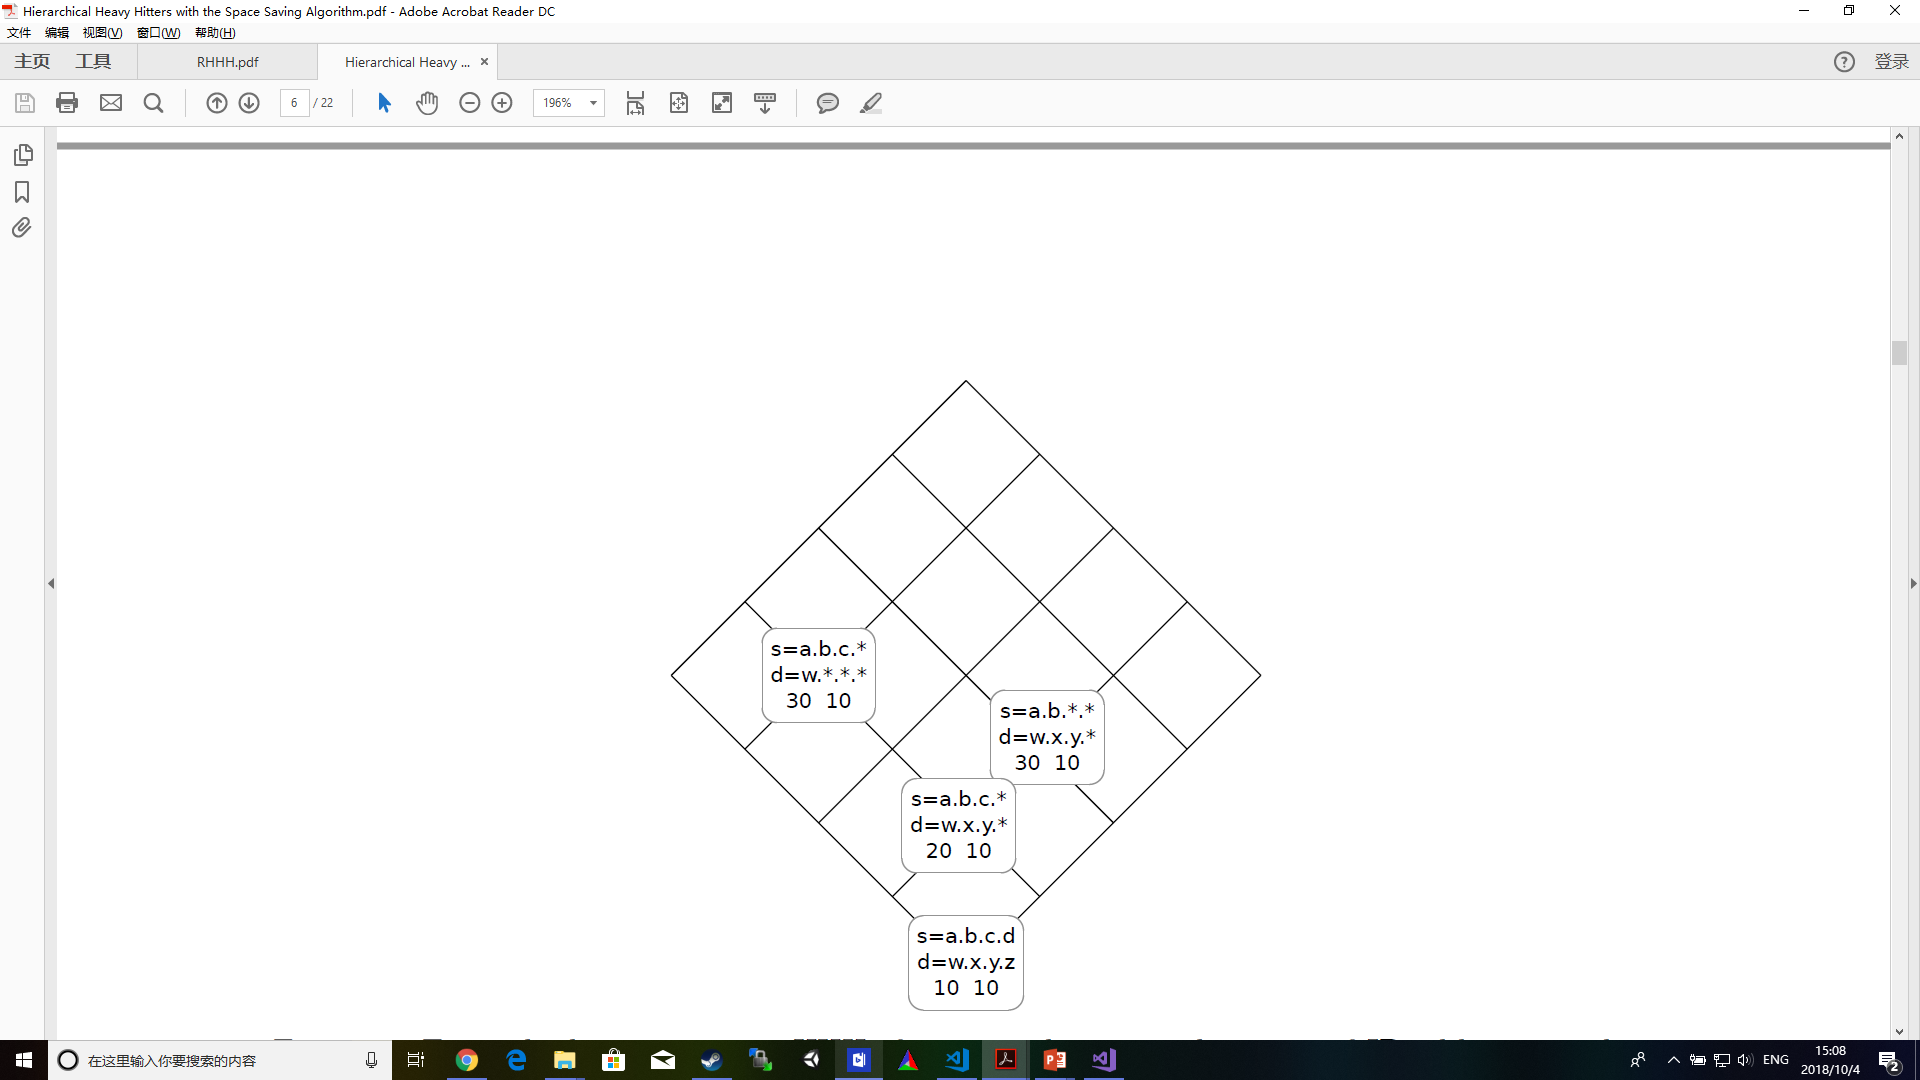 Hierarchical Heavy Hitters with the Space Saving Algorithm.pdf - Adobe Acrobat Reader DC
文件 编辑 视图(V) 窗口(W) 帮助(H)
主页 工具 RHHH.pdf Hierarchical Heavy ... × ? 登录
6 / 22 196%
s=a.b.c.*
d=w.*.*.*
30 10
s=a.b.*.*
d=w.x.y.*
30 10
s=a.b.c.*
d=w.x.y.*
20 10
s=a.b.c.d
d=w.x.y.z
10 10
在这里输入你要搜索的内容
ENG
15:08
2018/10/4
2